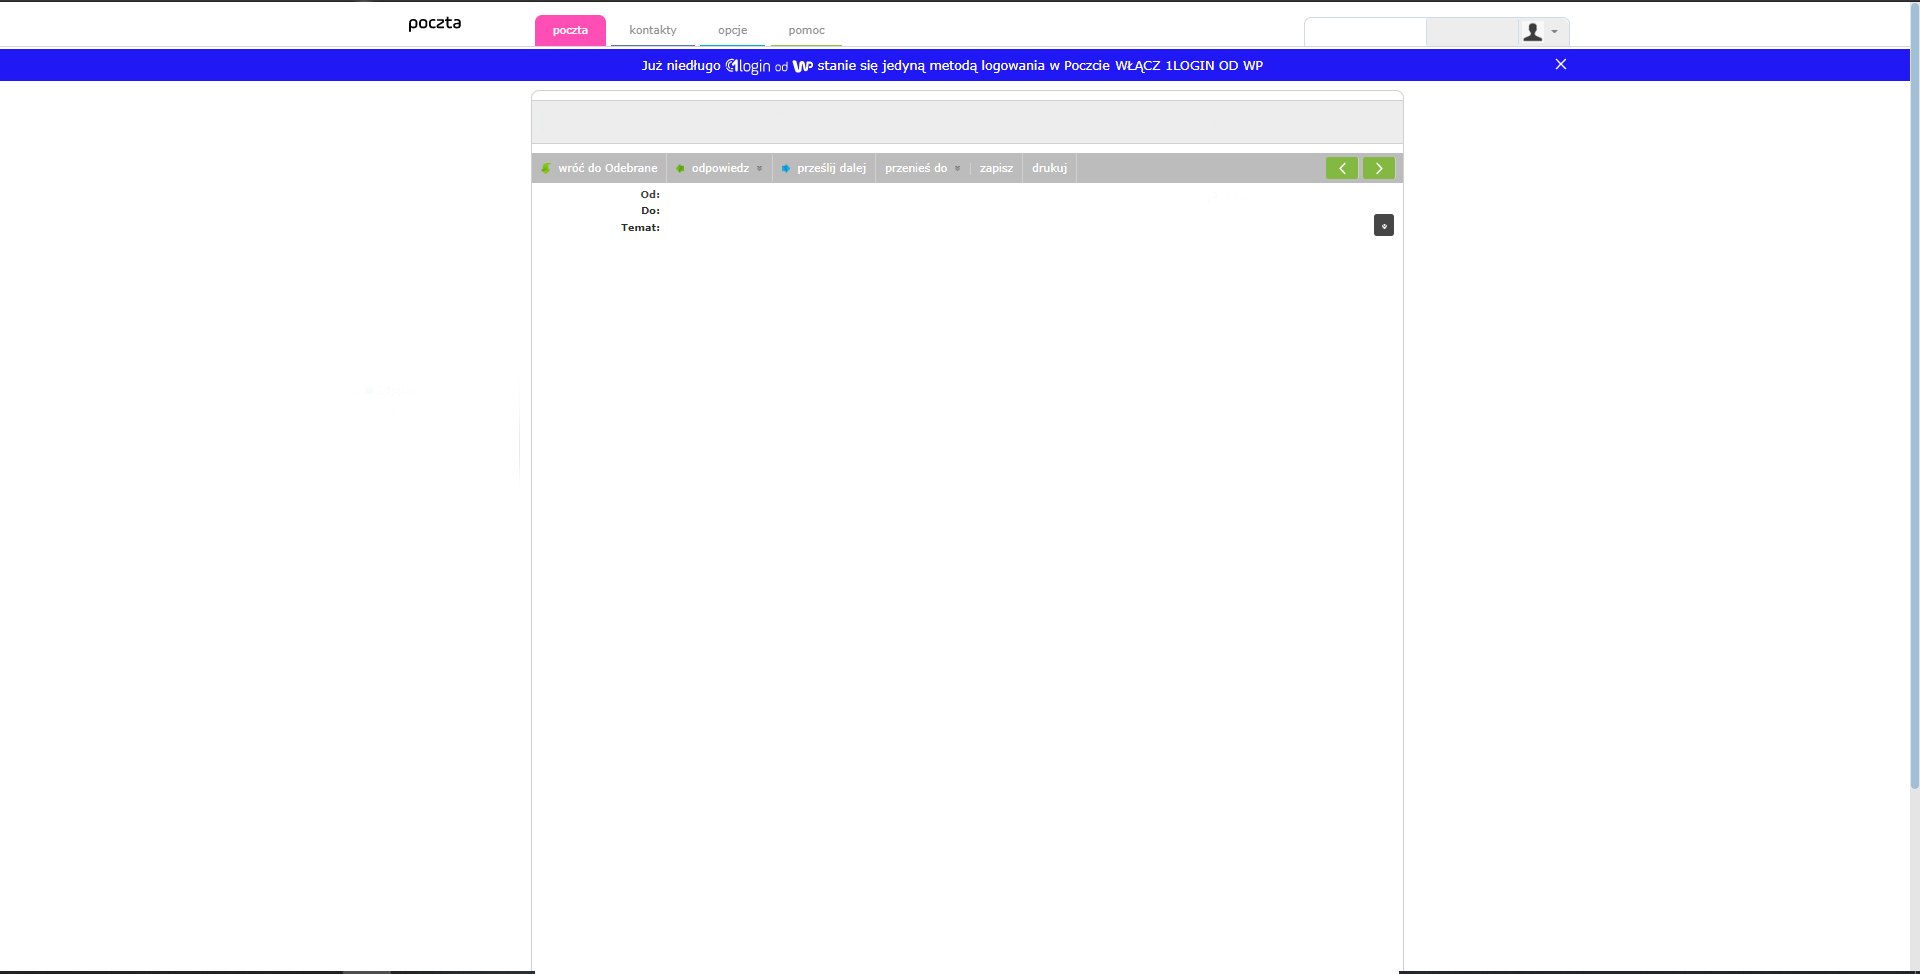 poczta
poczta kontakty opcje pomoc
Już niedługo 1login od WP stanie się jedyną metodą logowania w Poczcie WŁĄCZ 1LOGIN OD WP
wróć do Odebrane odpowiedz prześlij dalej przenieś do zapisz drukuj
Od:
Do:
Temat: